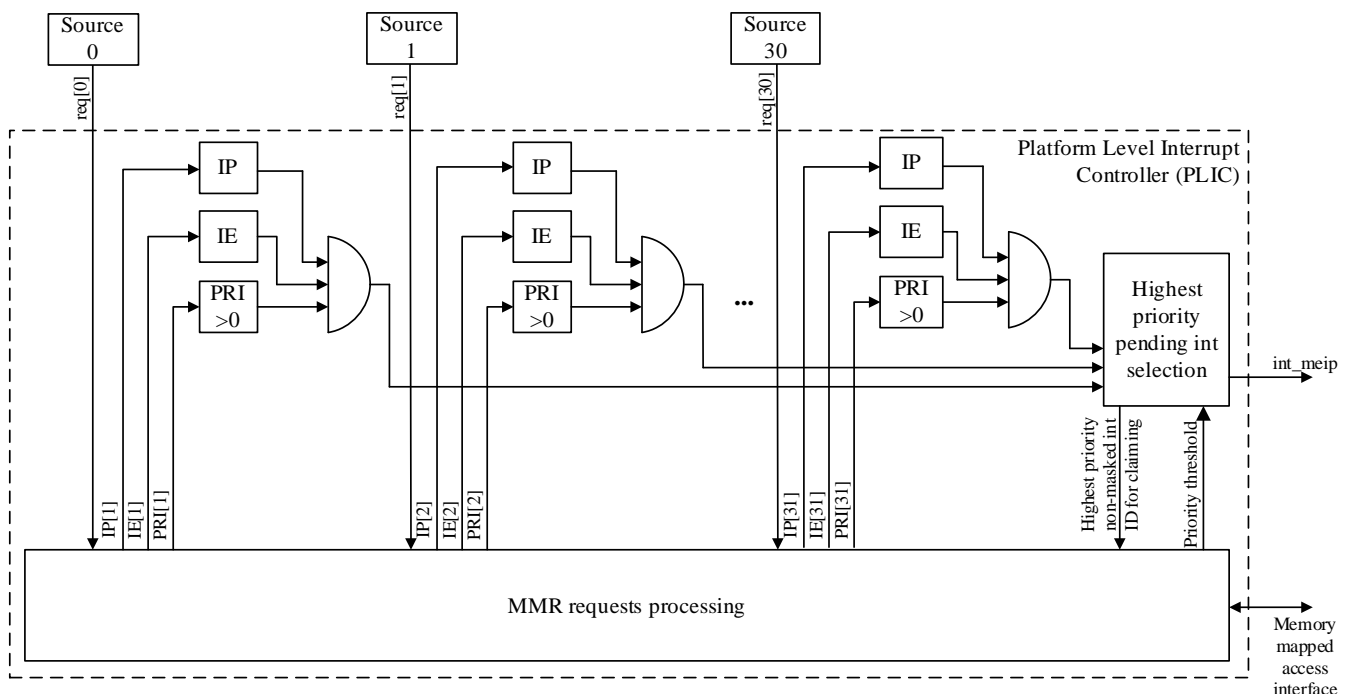 Source
0
Source
1
Source
30
req[0]
req[1]
req[30]
Platform Level Interrupt
Controller (PLIC)
IP
IE
PRI
>0
IP
IE
PRI
>0
...
IP
IE
PRI
>0
Highest
priority
pending int
selection
int_meip
IP[1]
IE[1]
PRI[1]
IP[2]
IE[2]
PRI[2]
IP[31]
IE[31]
PRI[31]
Highest priority
non-masked int
ID for claiming
Priority threshold
MMR requests processing
Memory
mapped
access
interface